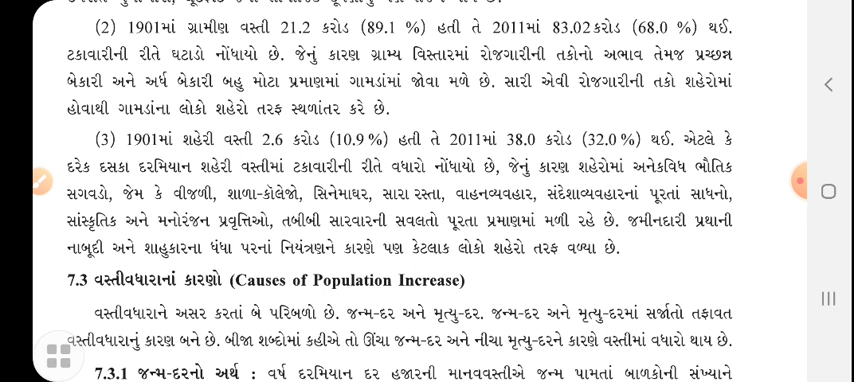 (2) 1901માં ગ્રામીણ વસ્તી 21.2 કરોડ (89.1 %) હતી તે 2011માં 83.02 કરોડ (68.0 %) થઈ.
ટકાવારીની રીતે ઘટાડો નોંધાયો છે. જેનું કારણ ગ્રામ્ય વિસ્તારમાં રોજગારીની તકોનો અભાવ તેમજ પ્રચ્છન્ન
બેકારી અને અર્ધ બેકારી બહુ મોટા પ્રમાણમાં ગામડાંમાં જોવા મળે છે. સારી એવી રોજગારીની તકો શહેરોમાં
હોવાથી ગામડાંના લોકો શહેરો તરફ સ્થળાંતર કરે છે.
(3) 1901માં શહેરી વસ્તી 2.6 કરોડ (10.9 %) હતી તે 2011માં 38.0 કરોડ (32.0 %) થઈ. એટલે કે
દરેક દસકા દરમિયાન શહેરી વસ્તીમાં ટકાવારીની રીતે વધારો નોંધાયો છે, જેનું કારણ શહેરોમાં અનેકવિધ ભૌતિક
સગવડો, જેમ કે વીજળી, શાળા-કૉલેજો, સિનેમાઘર, સારા રસ્તા, વાહનવ્યવહાર, સંદેશાવ્યવહારનાં પૂરતાં સાધનો,
સાંસ્કૃતિક અને મનોરંજન પ્રવૃત્તિઓ, તબીબી સારવારની સવલતો પૂરતા પ્રમાણમાં મળી રહે છે. જમીનદારી પ્રથાની
નાબૂદી અને શાહુકારના ધંધા પરનાં નિયંત્રણને કારણે પણ કેટલાક લોકો શહેરો તરફ વળ્યા છે.
7.3 વસ્તીવધારાનાં કારણો (Causes of Population Increase)
વસ્તીવધારાને અસર કરતાં બે પરિબળો છે. જન્મ-દર અને મૃત્યુ-દર. જન્મ-દર અને મૃત્યુ-દરમાં સર્જાતો તફાવત
વસ્તીવધારાનું કારણ બને છે. બીજા શબ્દોમાં કહીએ તો ઊંચા જન્મ-દર અને નીચા મૃત્યુ-દરને કારણે વસ્તીમાં વધારો થાય છે.
7.3.1 જન્મ-દરનો અર્થ : વર્ષ દરમિયાન દર હજારની માનવવસ્તીએ જન્મ પામતાં બાળકોની સંખ્યાને